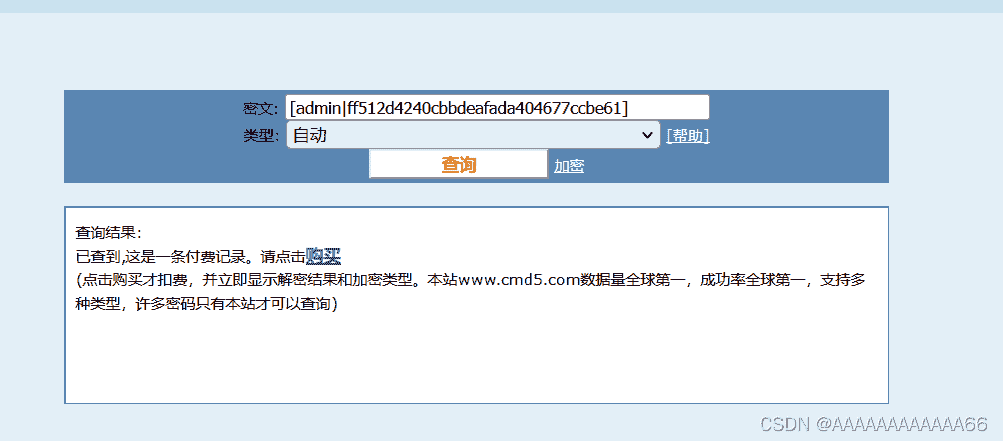 密文: [admin|ff512d4240cbbdeafada404677ccbe61]
类型: 自动 [帮助]
查询 加密
查询结果:
已查到,这是一条付费记录。请点击购买
(点击购买才扣费，并立即显示解密结果和加密类型。本站www.cmd5.com数据量全球第一，成功率全球第一，支持多
种类型，许多密码只有本站才可以查询)
CSDN @AAAAAAAAAAAA66